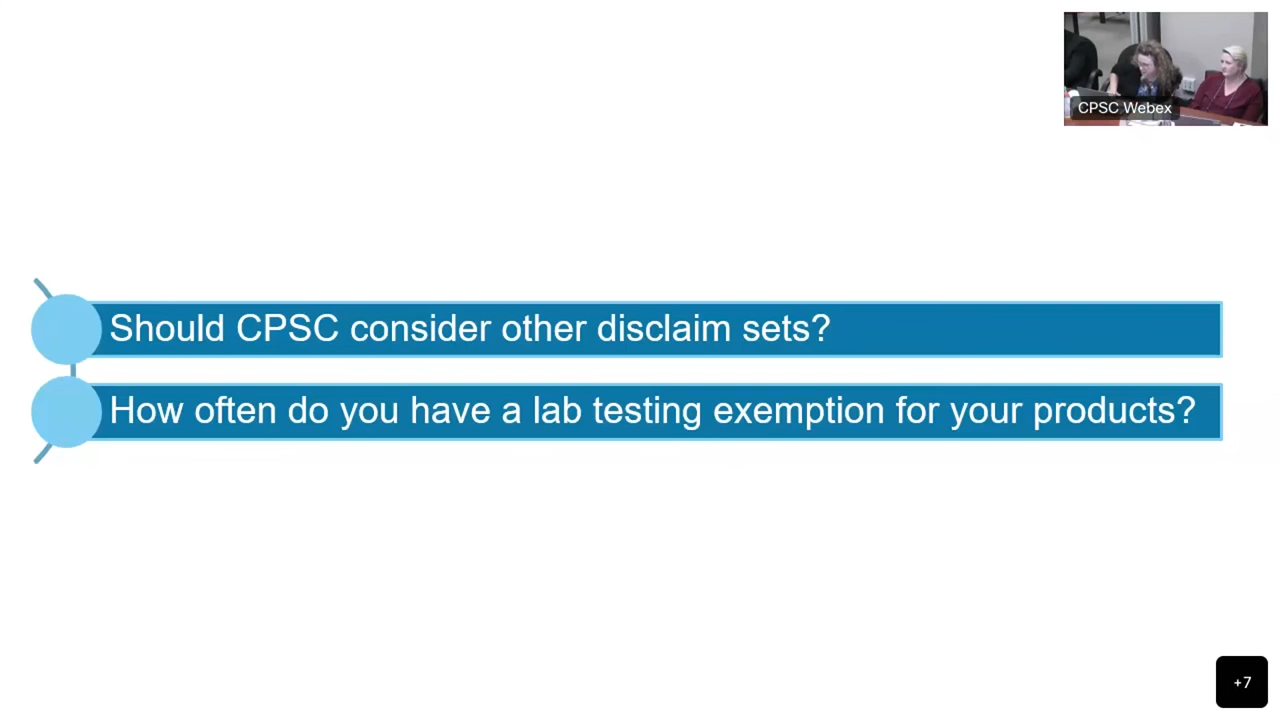 CPSC Webex
Should CPSC consider other disclaim sets?
How often do you have a lab testing exemption for your products?
+7